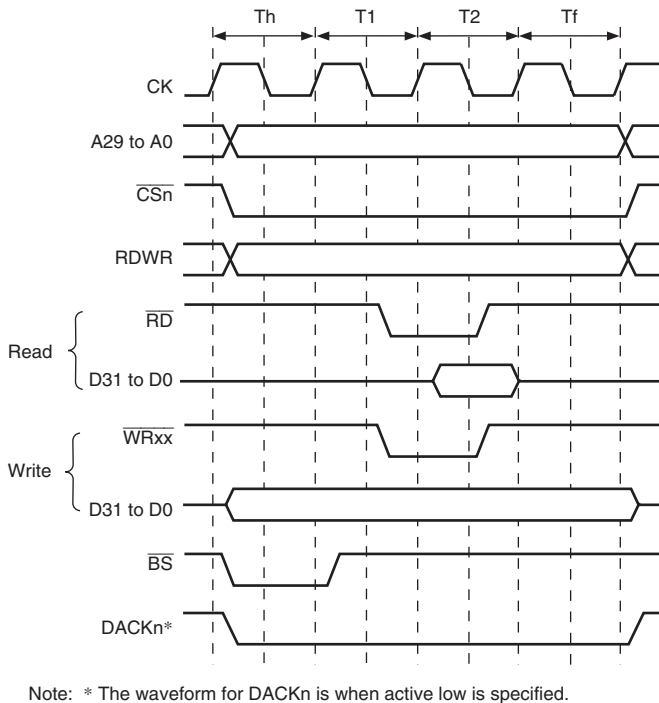 Th T1 T2 Tf
CK
A29 to A0
CSn
RDWR
RD
Read
D31 to D0
WRxx
Write
D31 to D0
BS
DACKn*
Note: * The waveform for DACKn is when active low is specified.